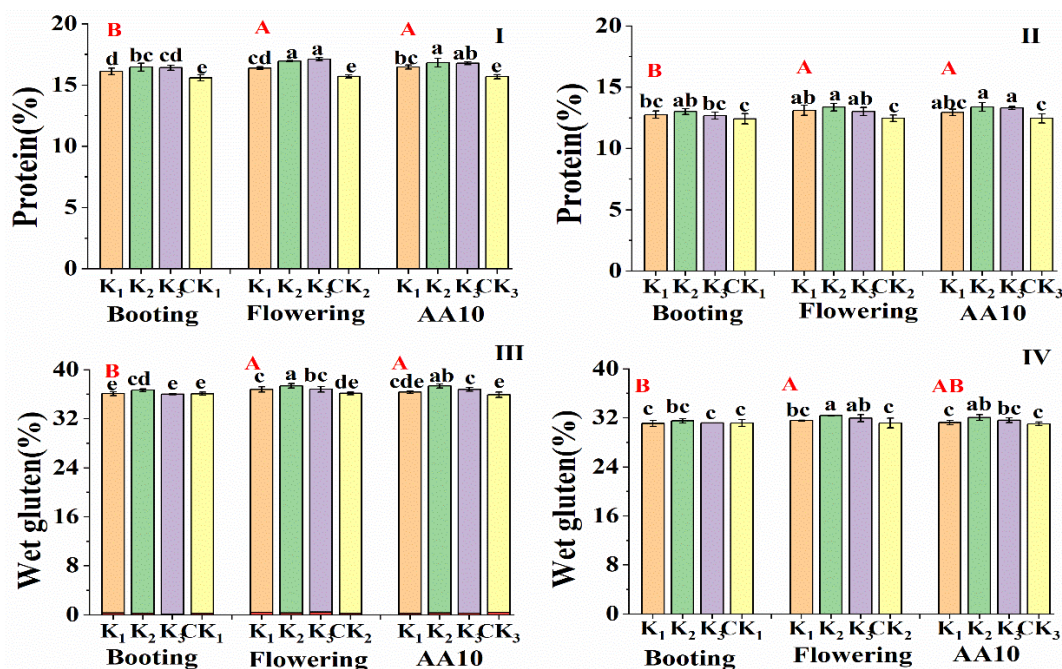 I
Protein(%)
20
15
10
5
0
B A A
d bc cd e cd a a e bc a ab e
K1 K2 K3 CK1 K1 K2 K3 CK2 K1 K2 K3 CK3
Booting Flowering AA10
II
Protein(%)
20
15
10
5
0
B A A
bc ab bc c ab a ab c abc a a c
K1 K2 K3 CK1 K1 K2 K3 CK2 K1 K2 K3 CK3
Booting Flowering AA10
III
Wet gluten(%)
40
32
24
16
8
0
B A A
e cd e e c a bc de cde ab c e
K1 K2 K3 CK1 K1 K2 K3 CK2 K1 K2 K3 CK3
Booting Flowering AA10
IV
Wet gluten(%)
40
32
24
16
8
0
B A AB
c bc c c bc a ab c c ab bc c
K1 K2 K3 CK1 K1 K2 K3 CK2 K1 K2 K3 CK3
Booting Flowering AA10